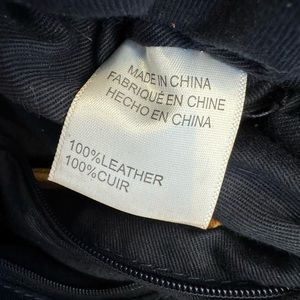 MADE IN CHINA
FABRIQUÉ EN CHINE
HECHO EN CHINA
100%LEATHER
100%CUIR